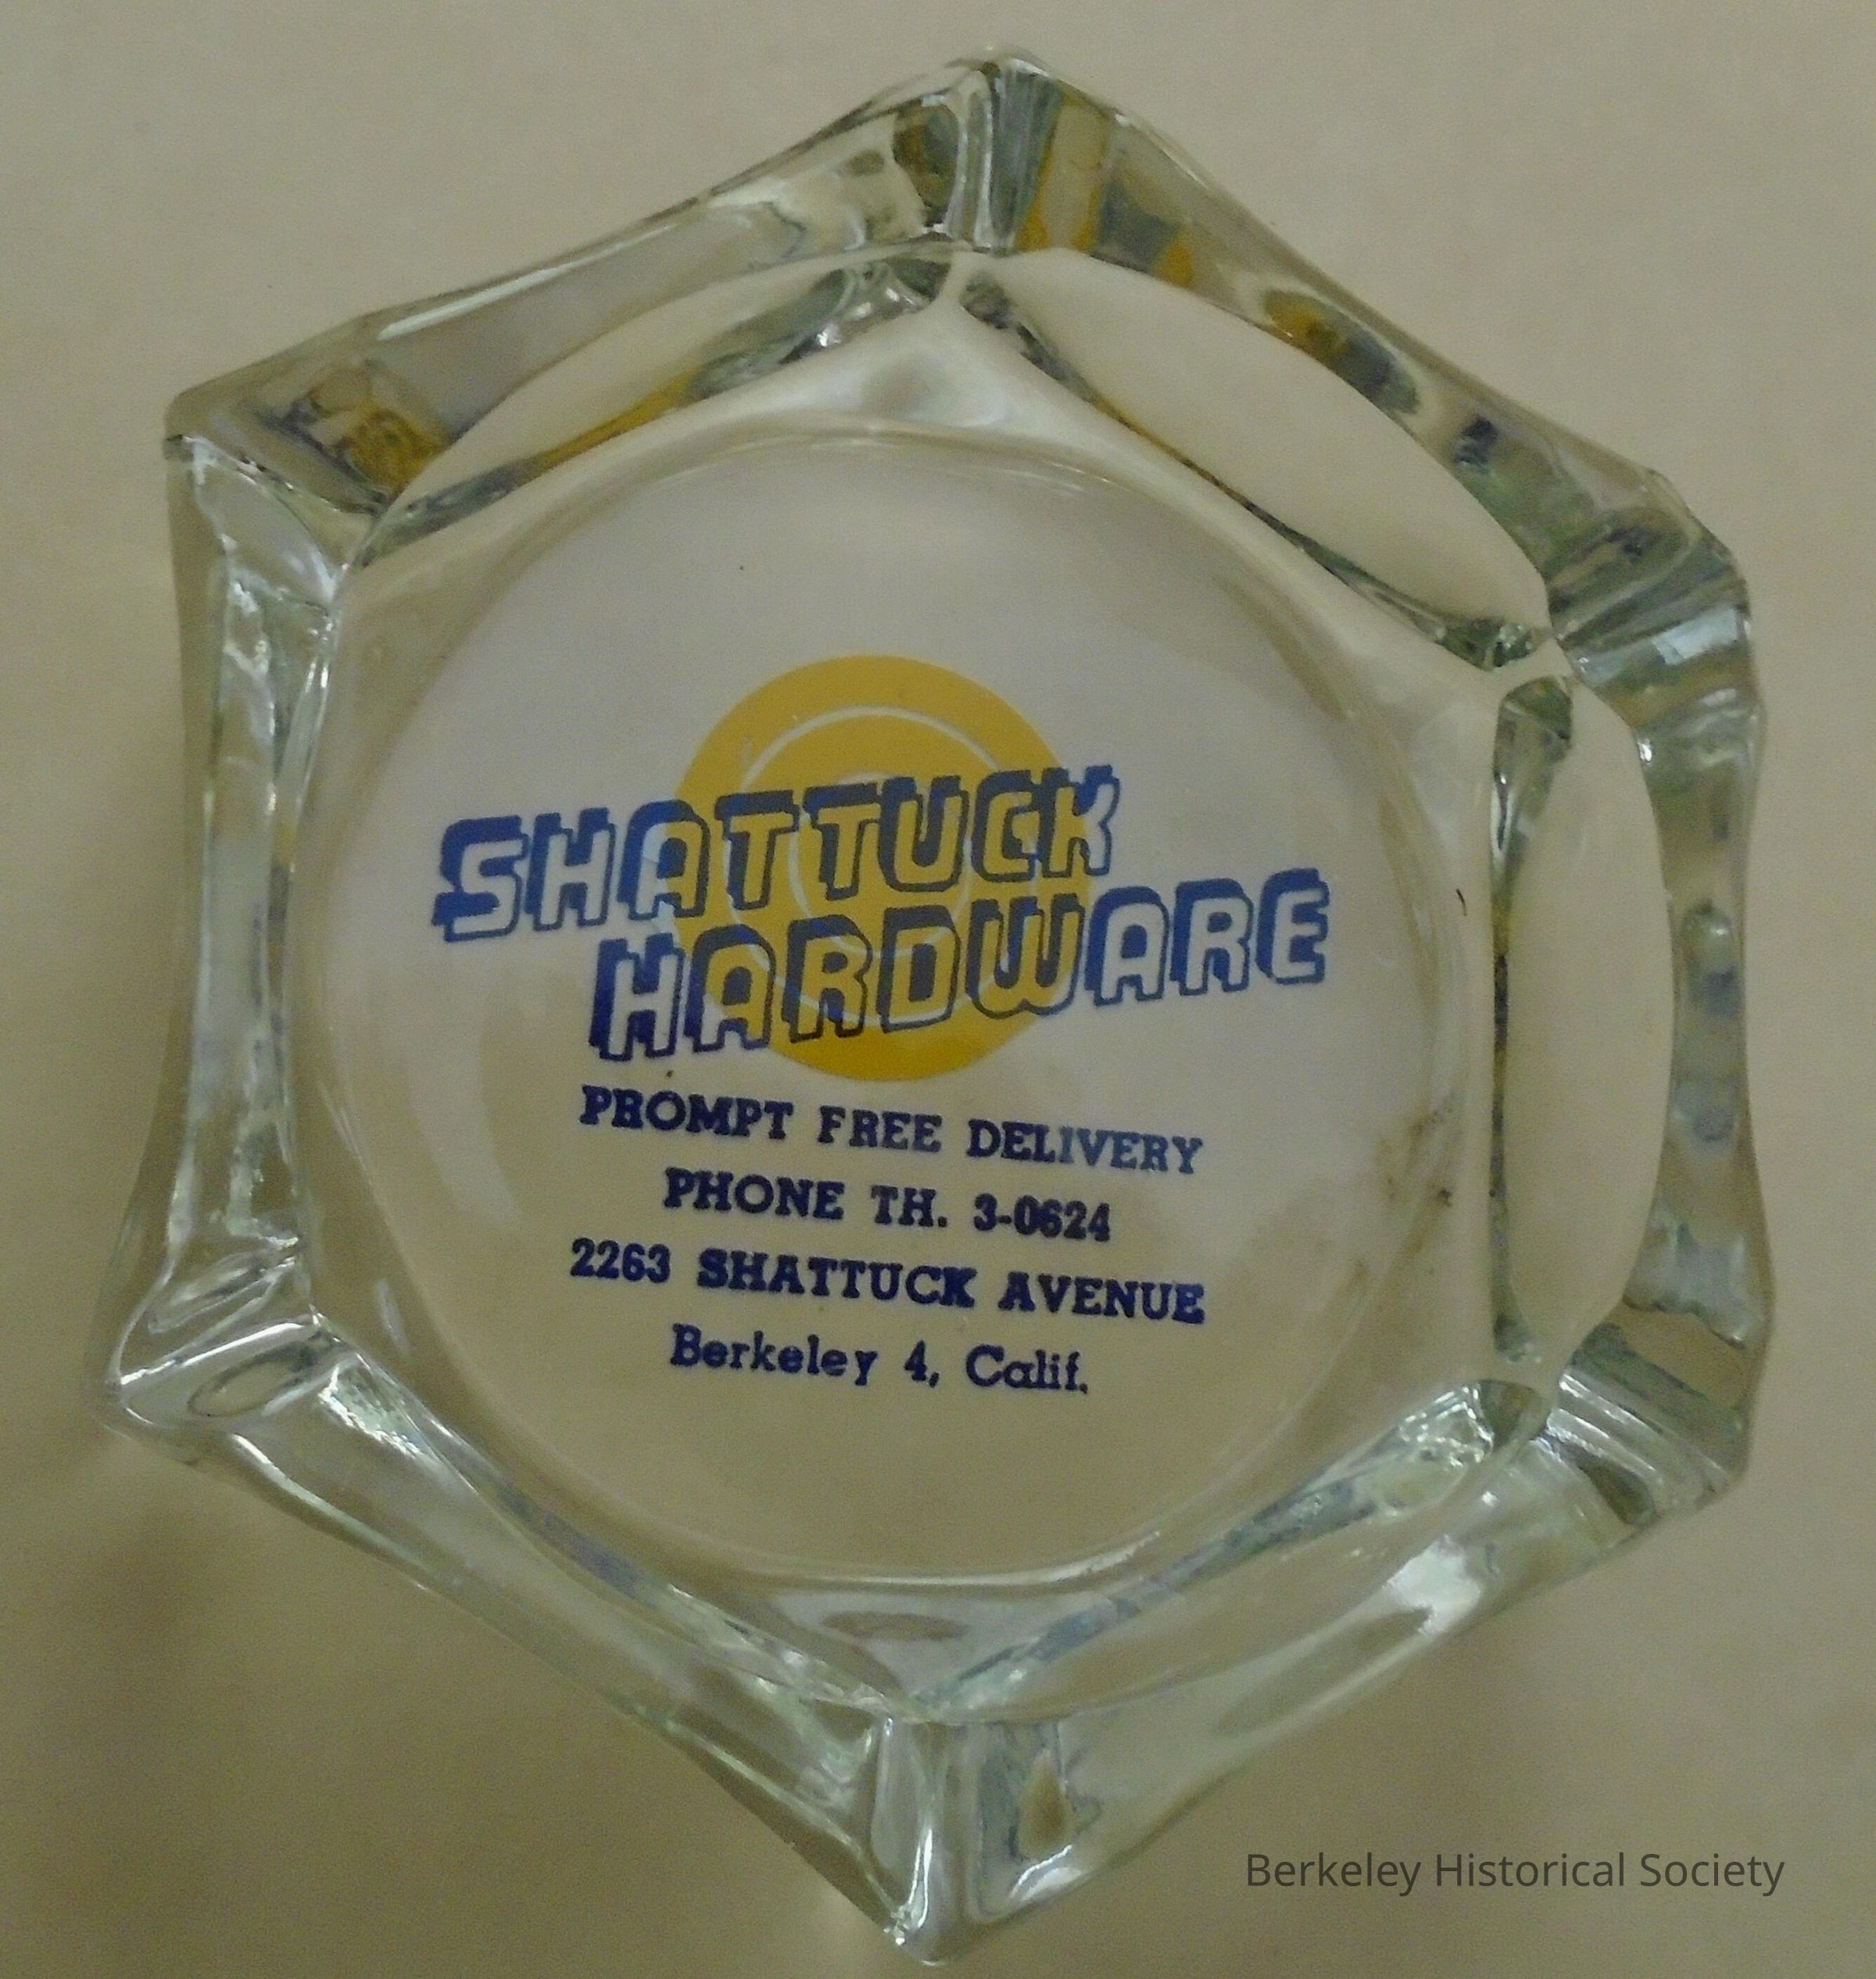 SHATTUCK
HARDWARE
PROMPT FREE DELIVERY
PHONE TH. 3-0624
2263 SHATTUCK AVENUE
Berkeley 4, Calif.
Berkeley Historical Society